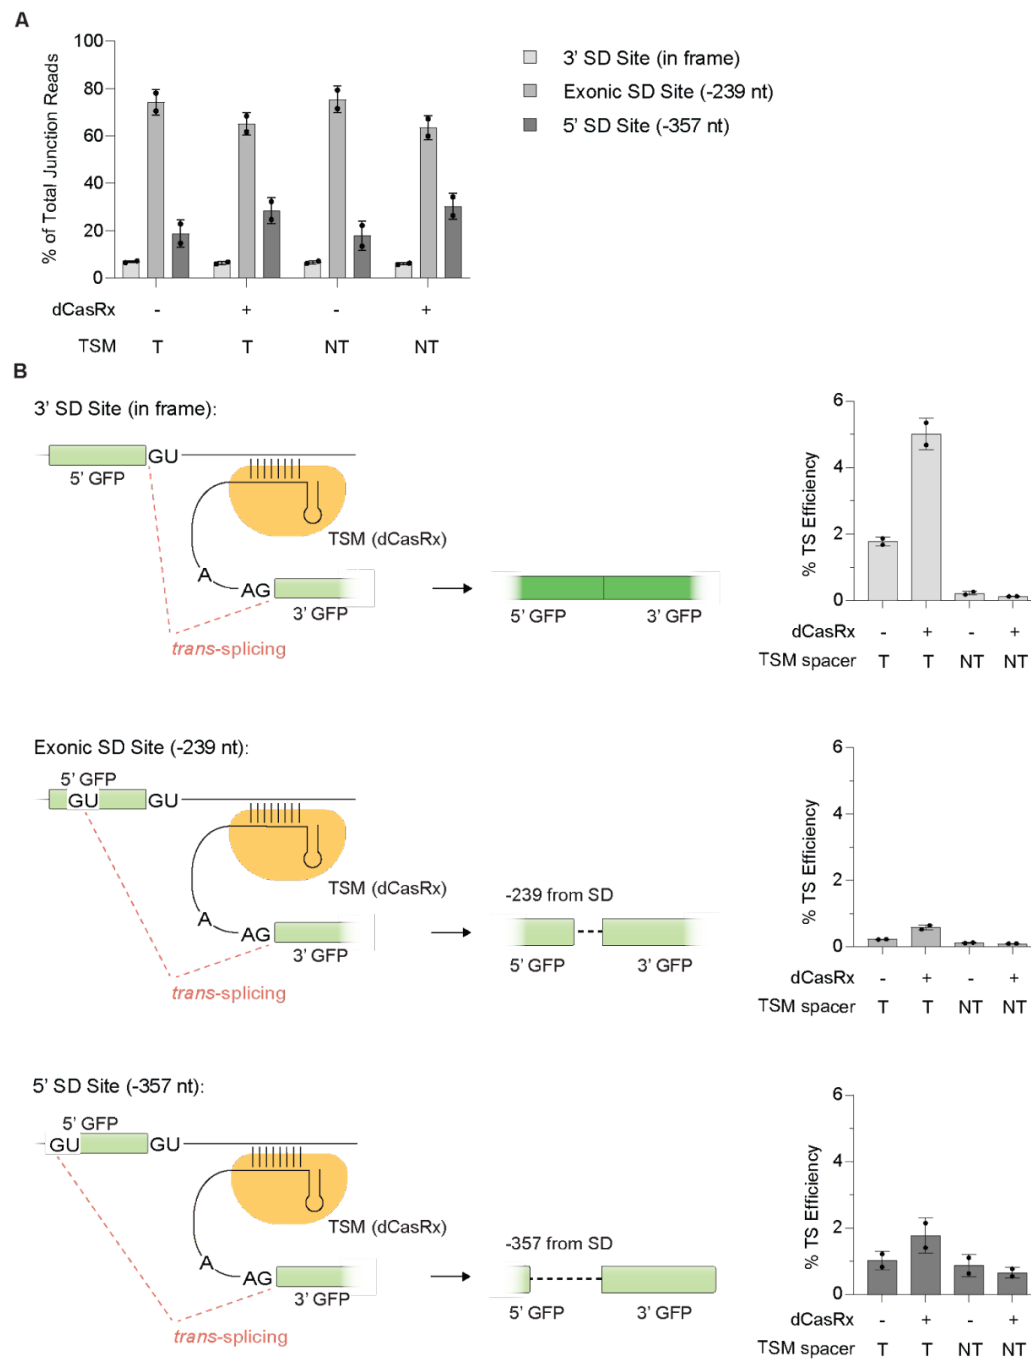 A
100
80
60
40
20
0
% of Total Junction Reads
3' SD Site (in frame)
Exonic SD Site (-239 nt)
5' SD Site (-357 nt)
dCasRx - + - +
TSM T T NT NT
B
3' SD Site (in frame):
GU
5' GFP
TSM (dCasRx)
A
AG
3' GFP
trans-splicing
5' GFP 3' GFP
6
4
2
0
% TS Efficiency
dCasRx - + - +
TSM spacer T T NT NT
Exonic SD Site (-239 nt):
5' GFP
GU GU
TSM (dCasRx)
A
AG
3' GFP
trans-splicing
-239 from SD
5' GFP 3' GFP
6
4
2
0
% TS Efficiency
dCasRx - + - +
TSM spacer T T NT NT
5' SD Site (-357 nt):
5' GFP
GU GU
TSM (dCasRx)
A
AG
3' GFP
trans-splicing
-357 from SD
5' GFP 3' GFP
6
4
2
0
% TS Efficiency
dCasRx - + - +
TSM spacer T T NT NT